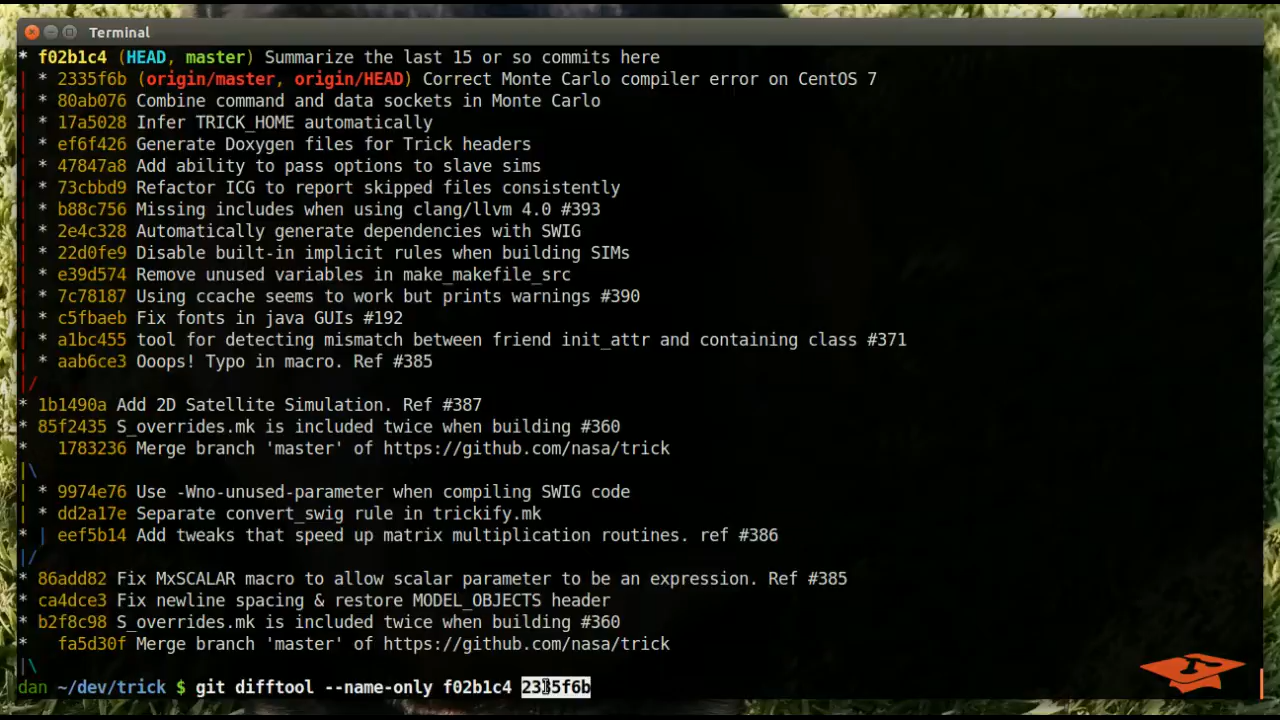 Terminal
* f02b1c4 (HEAD, master) Summarize the last 15 or so commits here
| * 2335f6b (origin/master, origin/HEAD) Correct Monte Carlo compiler error on CentOS 7
| * 80ab076 Combine command and data sockets in Monte Carlo
| * 17a5028 Infer TRICK_HOME automatically
| * ef6f426 Generate Doxygen files for Trick headers
| * 47847a8 Add ability to pass options to slave sims
| * 73cbbd9 Refactor ICG to report skipped files consistently
| * b88c756 Missing includes when using clang/llvm 4.0 #393
| * 2e4c328 Automatically generate dependencies with SWIG
| * 22d0fe9 Disable built-in implicit rules when building SIMs
| * e39d574 Remove unused variables in make_makefile_src
| * 7c78187 Using ccache seems to work but prints warnings #390
| * c5fbaeb Fix fonts in java GUIs #192
| * a1bc455 tool for detecting mismatch between friend init_attr and containing class #371
| * aab6ce3 Ooops! Typo in macro. Ref #385
|/
* 1b1490a Add 2D Satellite Simulation. Ref #387
* 85f2435 S_overrides.mk is included twice when building #360
*   1783236 Merge branch 'master' of https://github.com/nasa/trick
|\
| * 9974e76 Use -Wno-unused-parameter when compiling SWIG code
| * dd2a17e Separate convert_swig rule in trickify.mk
* | eef5b14 Add tweaks that speed up matrix multiplication routines. ref #386
|/
* 86add82 Fix MxSCALAR macro to allow scalar parameter to be an expression. Ref #385
* ca4dce3 Fix newline spacing & restore MODEL_OBJECTS header
* b2f8c98 S_overrides.mk is included twice when building #360
*   fa5d30f Merge branch 'master' of https://github.com/nasa/trick
|\
dan ~/dev/trick $ git difftool --name-only f02b1c4 2335f6b